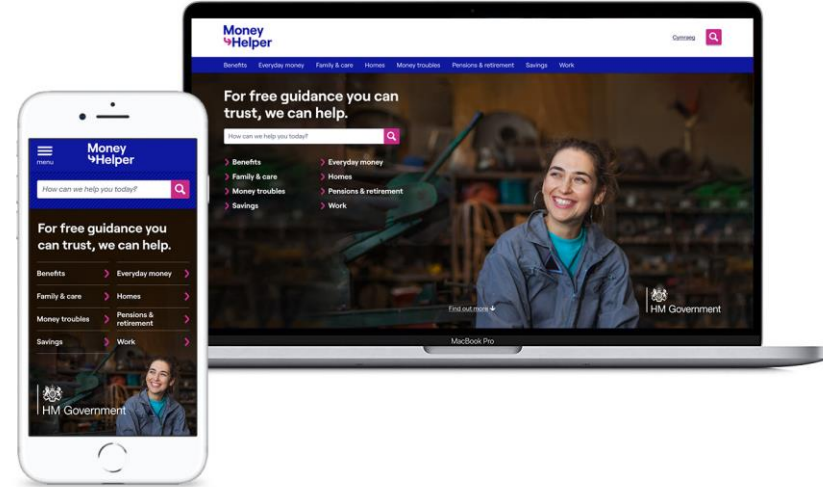 Money
Helper
Cymraeg
Benefits Everyday money Family & care Homes Money troubles Pensions & retirement Savings Work
For free guidance you can
trust, we can help.
How can we help you today?
Benefits Everyday money
Family & care Homes
Money troubles Pensions & retirement
Savings Work
Find out more
HM Government
MacBook Pro
menu
Money
Helper
How can we help you today?
For free guidance you
can trust, we can help.
Benefits Everyday money
Family & care Homes
Money troubles Pensions &
retirement
Savings Work
HM Government